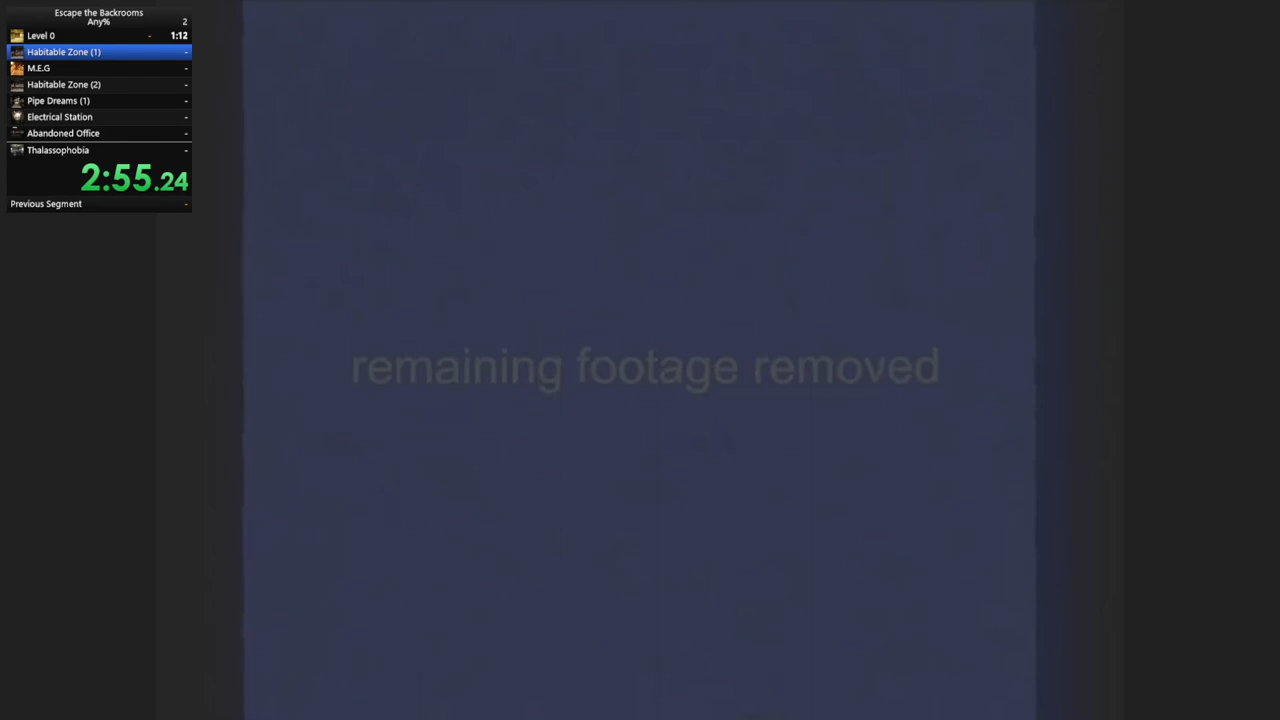 Escape the Backrooms
Any%
2
Level 0 - 1:12
Habitable Zone (1) -
M.E.G -
Habitable Zone (2) -
Pipe Dreams (1) -
Electrical Station -
Abandoned Office -
Thalassophobia -
2:55.24
Previous Segment -
remaining footage removed